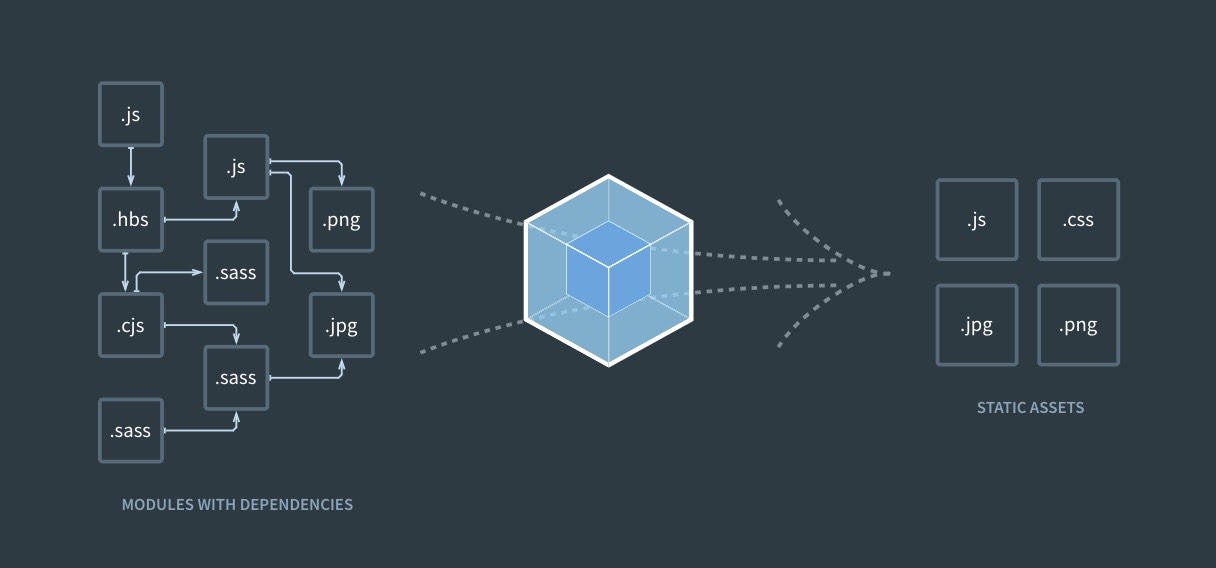 .js
.js
.hbs
.png
.sass
.cjs
.jpg
.sass
.sass
MODULES WITH DEPENDENCIES
.js
.css
.jpg
.png
STATIC ASSETS